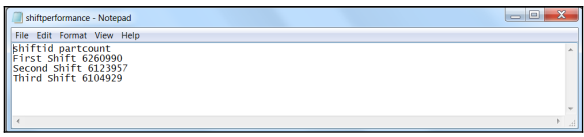 shiftperformance - Notepad
File Edit Format View Help
shiftid partcount
First Shift 6260990
Second Shift 6123957
Third Shift 6104929